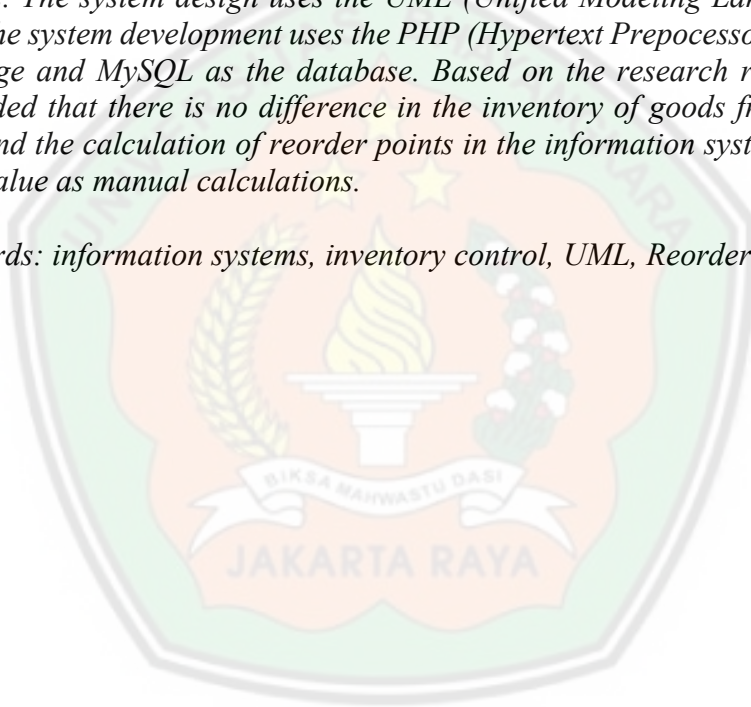 . The system design uses the UML (Unified Modeling Lan
he system development uses the PHP (Hypertext Prepocesso
ge and MySQL as the database. Based on the research r
ded that there is no difference in the inventory of goods fr
nd the calculation of reorder points in the information syst
alue as manual calculations.
rds: information systems, inventory control, UML, Reorder
BIKSA MAHWASTU DASI
JAKARTA RAYA